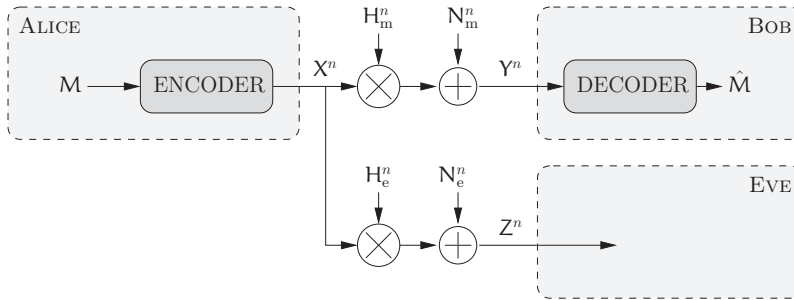 ALICE
H_m^n
N_m^n
BOB
M
ENCODER
X^n
Y^n
DECODER
M̂
H_e^n
N_e^n
EVE
Z^n